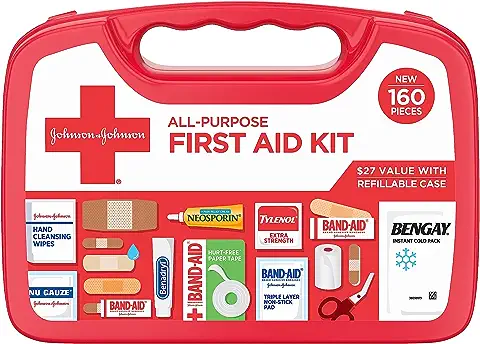 NEW
160
PIECES
ALL-PURPOSE
FIRST AID KIT
Johnson & Johnson
®
$27 VALUE WITH
REFILLABLE CASE
Johnson & Johnson
HAND
CLEANSING
WIPES
NEOSPORIN
TYLENOL
EXTRA
STRENGTH
BAND-AID
BENGAY
INSTANT COLD PACK
HURT-FREE
PAPER TAPE
BAND-AID
Benadryl
BAND-AID
TRIPLE LAYER
NON-STICK
PAD
NU GAUZE
BAND-AID